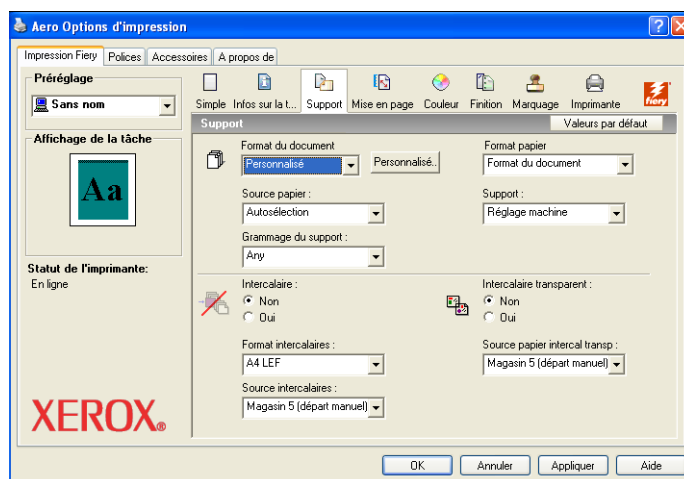 Aero Options d'impression
Impression Fiery Polices Accessoires A propos de
Préréglage
Sans nom
Affichage de la tâche
Aa
Statut de l'imprimante:
En ligne
XEROX®
Simple Infos sur la t... Support Mise en page Couleur Finition Marquage Imprimante
fiery
Support Valeurs par défaut
Format du document
Personnalisé Personnalisé..
Format papier
Format du document
Source papier :
Autosélection
Support :
Réglage machine
Grammage du support :
Any
Intercalaire :
Non
Oui
Intercalaire transparent :
Non
Oui
Format intercalaires :
A4 LEF
Source papier intercal transp :
Magasin 5 (départ manuel)
Source intercalaires :
Magasin 5 (départ manuel)
OK Annuler Appliquer Aide